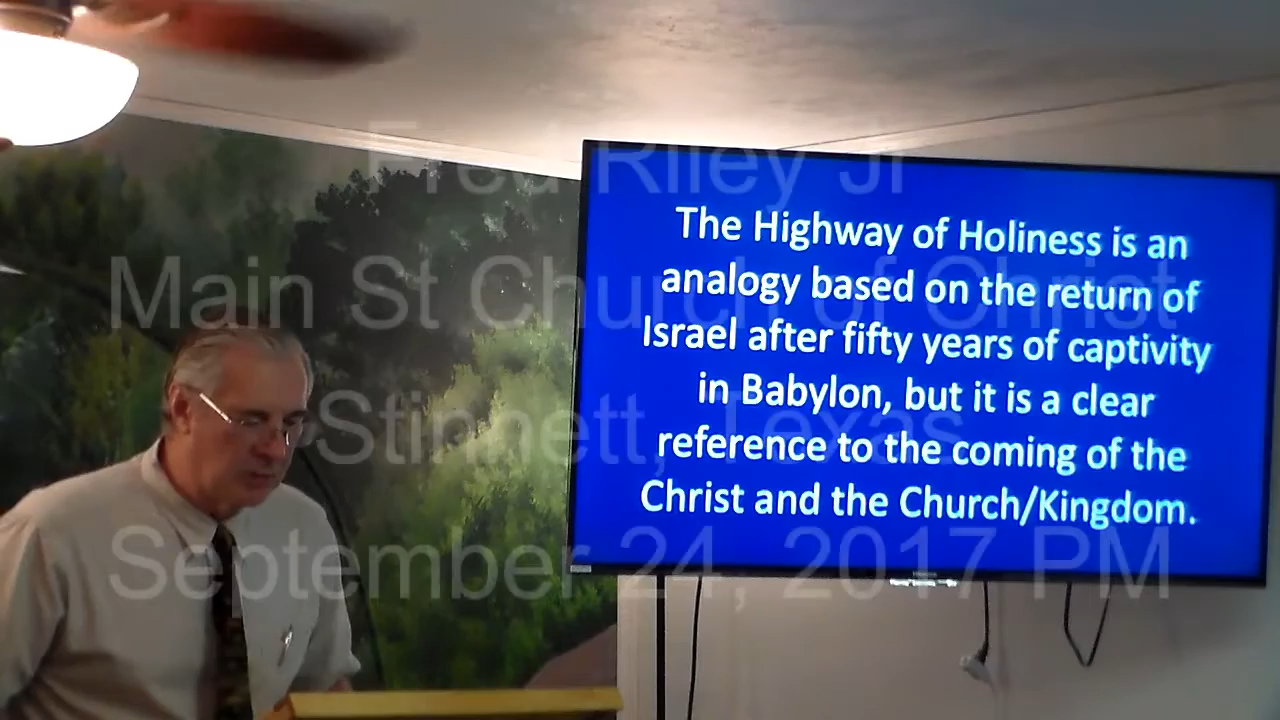 Fred Riley Jr
Main St Church of Christ
Stinnett, Texas
September 24, 2017 PM
The Highway of Holiness is an
analogy based on the return of
Israel after fifty years of captivity
in Babylon, but it is a clear
reference to the coming of the
Christ and the Church/Kingdom.